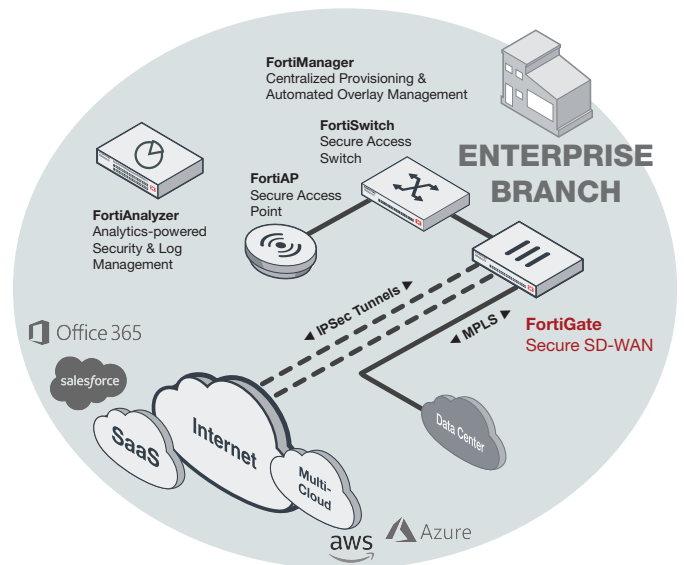 FortiManager
Centralized Provisioning &
Automated Overlay Management
FortiSwitch
Secure Access
Switch
ENTERPRISE
BRANCH
FortiAP
Secure Access
Point
FortiAnalyzer
Analytics-powered
Security & Log
Management
◄ IPSec Tunnels ►
◄ MPLS ►
FortiGate
Secure SD-WAN
Office 365
salesforce
SaaS
Internet
Multi-
Cloud
Data Center
aws
Azure